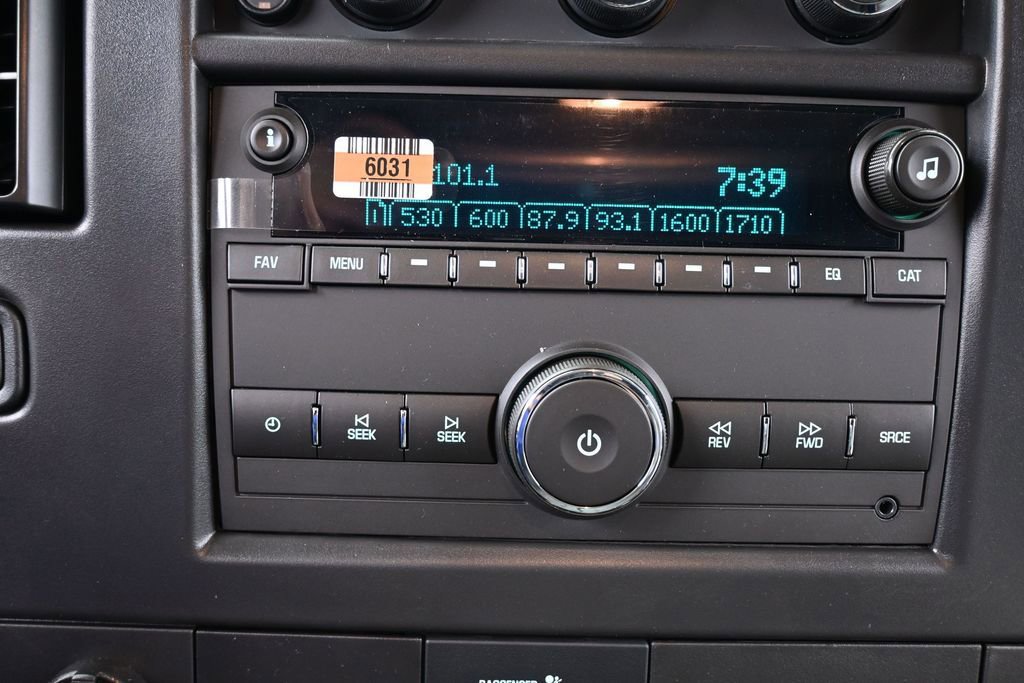 i
6031
101.1
7:39
530 600 87.9 93.1 1600 1710
FAV MENU EQ CAT
SEEK SEEK REV FWD SRCE
PASSENGER